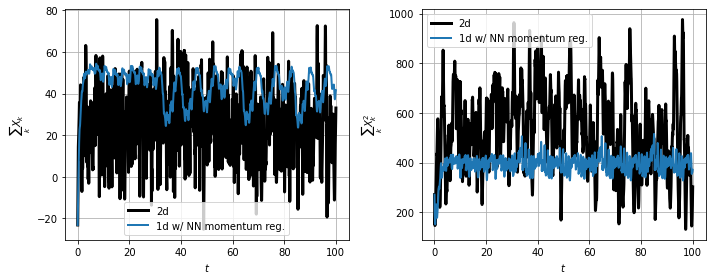 80
60
40
20
0
−20
∑ X_k
k
2d
1d w/ NN momentum reg.
0 20 40 60 80 100
t
1000
800
600
400
200
∑ X_k^2
k
2d
1d w/ NN momentum reg.
0 20 40 60 80 100
t